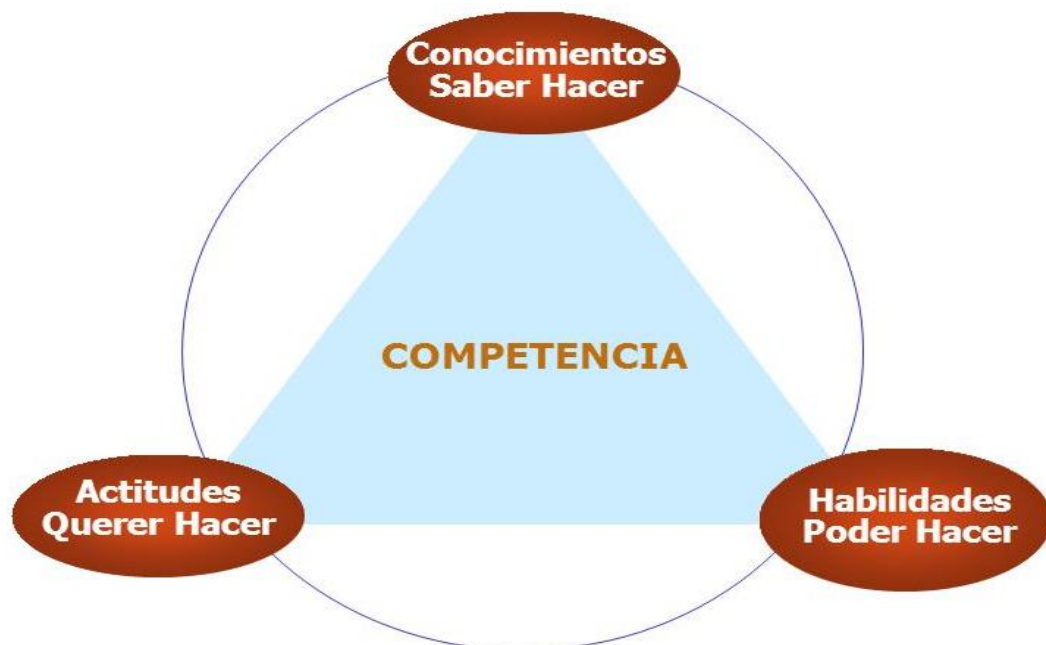 Conocimientos
Saber Hacer
COMPETENCIA
Actitudes
Querer Hacer
Habilidades
Poder Hacer